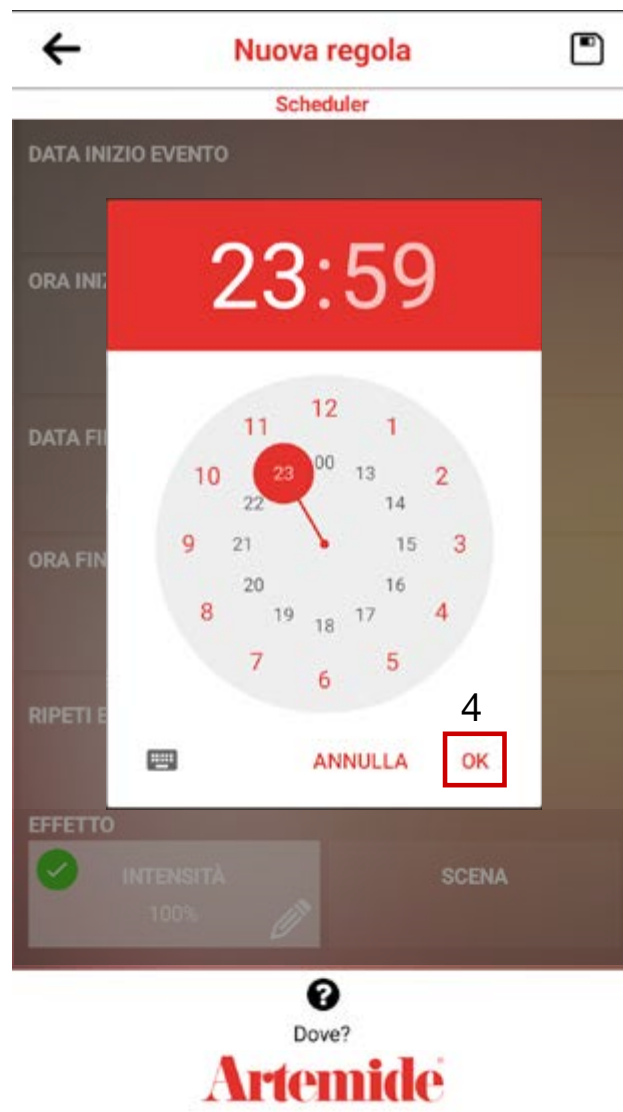 Nuova regola
Scheduler
DATA INIZIO EVENTO
ORA INI
DATA FI
ORA FIN
RIPETI E
23:59
12
11 1
00
10 23 13 2
22 14
9 21 15 3
20 16
8 19 17 4
18
7 5
6
4
ANNULLA OK
EFFETTO
INTENSITÀ SCENA
100%
Dove?
Artemide